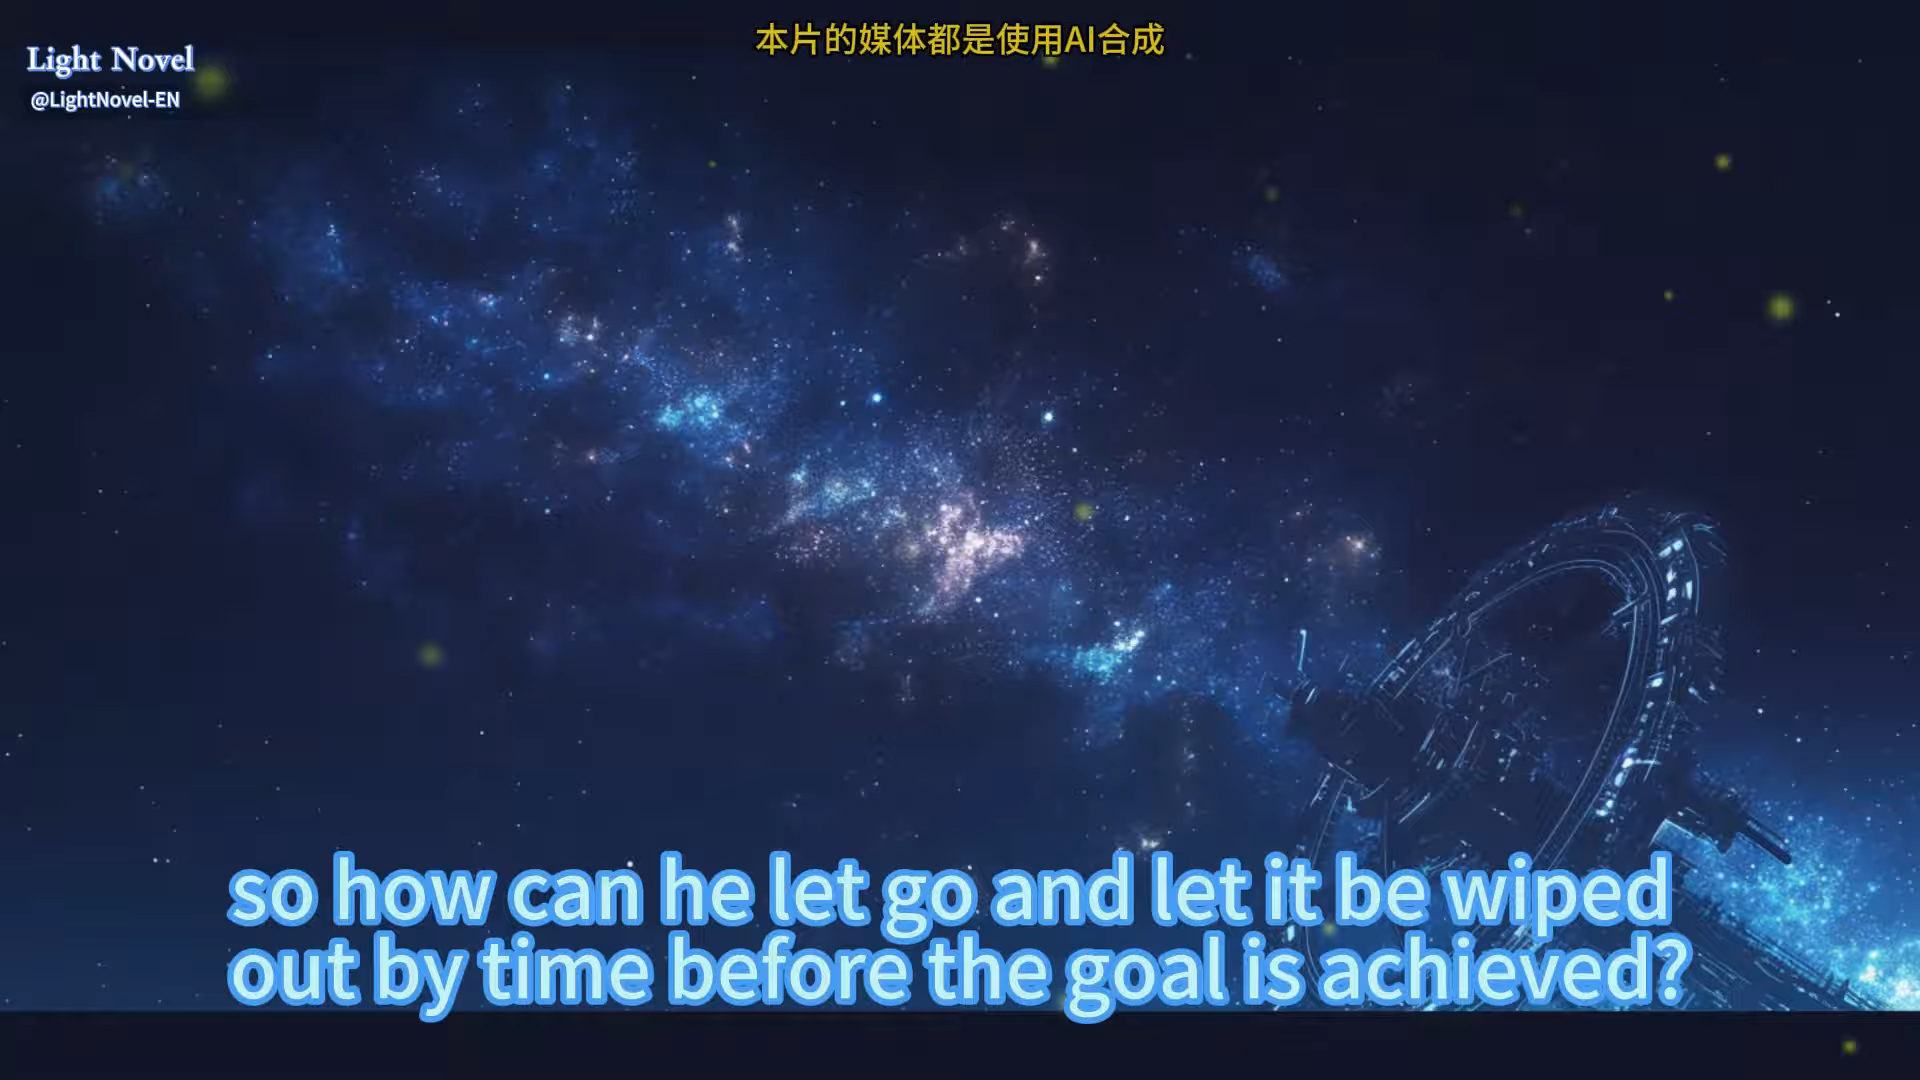 本片的媒体都是使用AI合成
Light Novel
@LightNovel-EN
so how can he let go and let it be wiped
out by time before the goal is achieved?